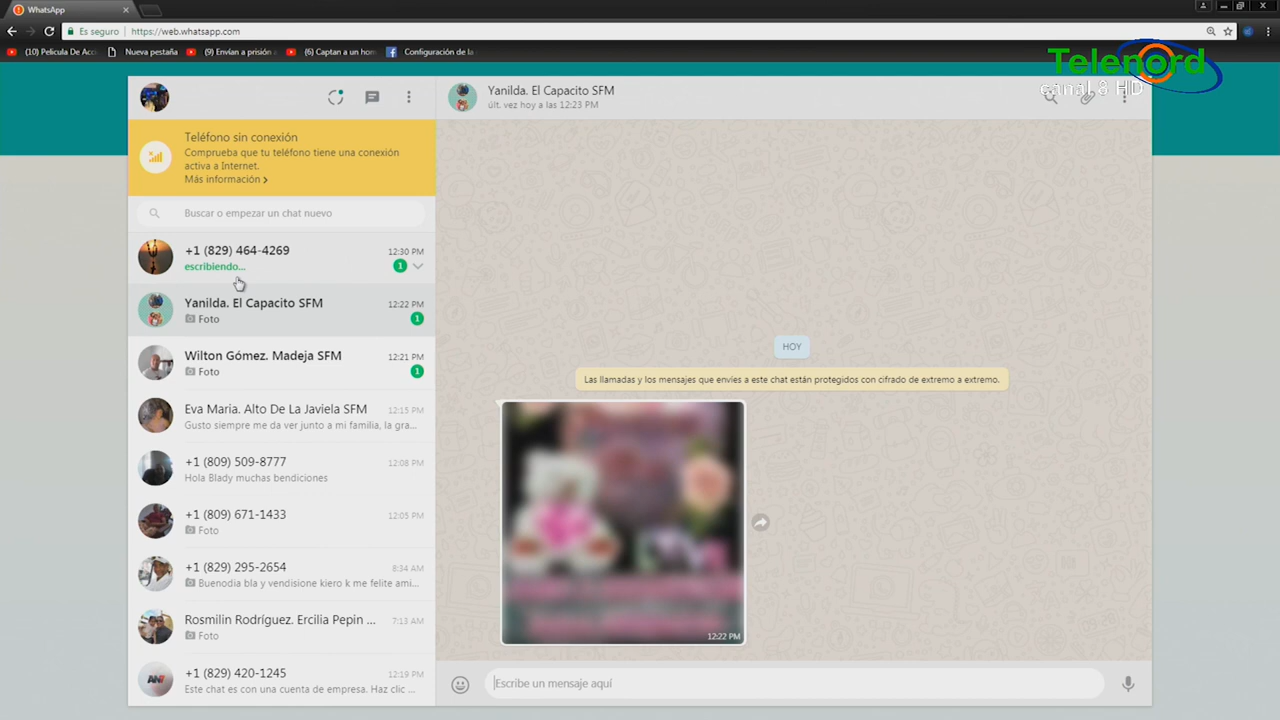 WhatsApp
Es seguro https://web.whatsapp.com
(10) Pelicula De Acci Nueva pestaña (9) Envían a prisión (6) Captan a un hom Configuración de la
Telenord
canal 8 HD
Yanilda. El Capacito SFM
últ. vez hoy a las 12:23 PM
Teléfono sin conexión
Comprueba que tu teléfono tiene una conexión
activa a Internet.
Más información
Buscar o empezar un chat nuevo
+1 (829) 464-4269 12:30 PM
escribiendo... 1
Yanilda. El Capacito SFM 12:22 PM
Foto 1
Wilton Gómez. Madeja SFM 12:21 PM
Foto 1
Eva Maria. Alto De La Javiela SFM 12:15 PM
Gusto siempre me da ver junto a mi familia, la gra...
+1 (809) 509-8777 12:08 PM
Hola Blady muchas bendiciones
+1 (809) 671-1433 12:05 PM
Foto
+1 (829) 295-2654 8:34 AM
Buenodia bla y vendisione kiero k me felite ami...
Rosmilin Rodríguez. Ercilia Pepin ... 7:13 AM
Foto
+1 (829) 420-1245 12:19 PM
Este chat es con una cuenta de empresa. Haz clic ...
HOY
Las llamadas y los mensajes que envíes a este chat están protegidos con cifrado de extremo a extremo.
12:22 PM
Escribe un mensaje aquí